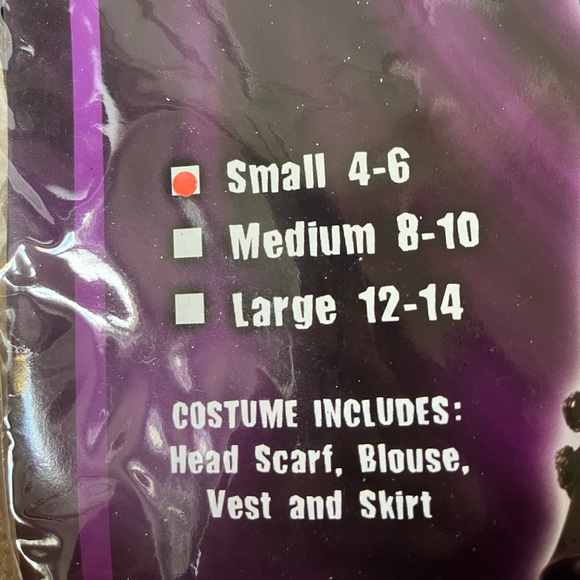 Small 4-6
Medium 8-10
Large 12-14
COSTUME INCLUDES:
Head Scarf, Blouse,
Vest and Skirt